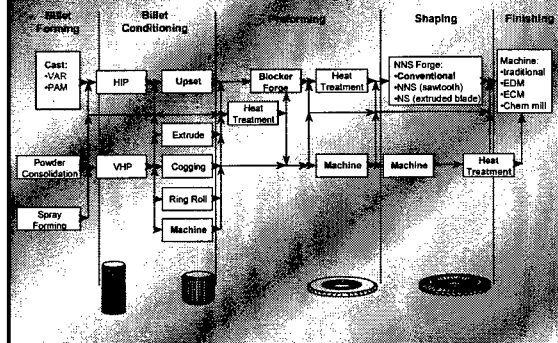 Billet
Forming
Billet
Conditioning
Preforming
Shaping
Finishing
Cast:
•VAR
•PAM
HIP
Upset
Blocker
Forge
Heat
Treatment
NNS Forge:
•Conventional
•NNS (sawtooth)
•NS (extruded blade)
Machine:
•traditional
•EDM
•ECM
•Chem mill
Heat
Treatment
Extrude
Powder
Consolidation
VHP
Cogging
Machine
Machine
Heat
Treatment
Ring Roll
Spray
Forming
Machine